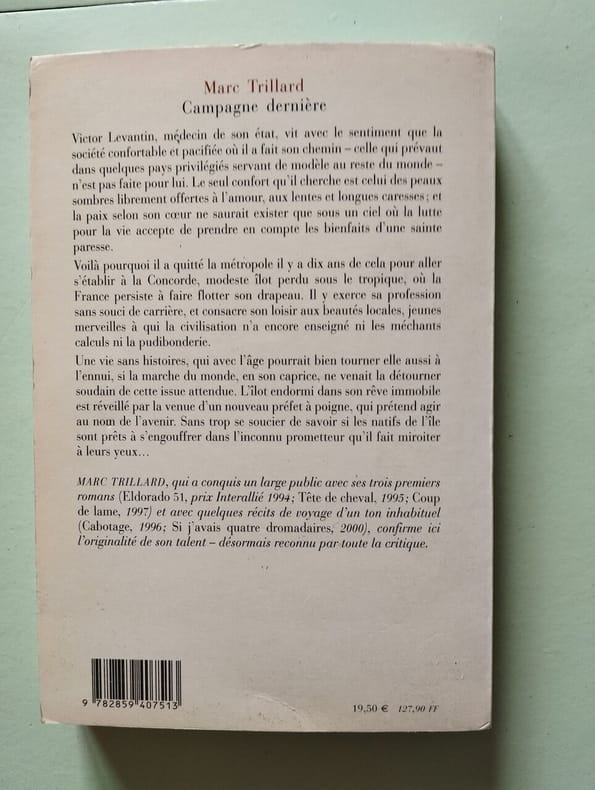 Marc Trillard
Campagne dernière
Victor Levantin, médecin de son état, vit avec le sentiment que la
société confortable et pacifiée où il a fait son chemin – celle qui prévaut
dans quelques pays privilégiés servant de modèle au reste du monde –
n'est pas faite pour lui. Le seul confort qu'il cherche est celui des peaux
sombres librement offertes à l'amour, aux lentes et longues caresses ; et
la paix selon son cœur ne saurait exister que sous un ciel où la lutte
pour la vie accepte de prendre en compte les bienfaits d'une sainte
paresse.
Voilà pourquoi il a quitté la métropole il y a dix ans de cela pour aller
s'établir à la Concorde, modeste îlot perdu sous le tropique, où la
France persiste à faire flotter son drapeau. Il y exerce sa profession
sans souci de carrière, et consacre son loisir aux beautés locales, jeunes
merveilles à qui la civilisation n'a encore enseigné ni les méchants
calculs ni la pudibonderie.
Une vie sans histoires, qui avec l'âge pourrait bien tourner elle aussi à
l'ennui, si la marche du monde, en son caprice, ne venait la détourner
soudain de cette issue attendue. L'îlot endormi dans son rêve immobile
est réveillé par la venue d'un nouveau préfet à poigne, qui prétend agir
au nom de l'avenir. Sans trop se soucier de savoir si les natifs de l'île
sont prêts à s'engouffrer dans l'inconnu prometteur qu'il fait miroiter
à leurs yeux…
MARC TRILLARD, qui a conquis un large public avec ses trois premiers
romans (Eldorado 51, prix Interallié 1994 ; Tête de cheval, 1995 ; Coup
de lame, 1997) et avec quelques récits de voyage d'un ton inhabituel
(Cabotage, 1996 ; Si j'avais quatre dromadaires, 2000), confirme ici
l'originalité de son talent – désormais reconnu par toute la critique.
9 782859 407513
19,50 € 127,90 FF